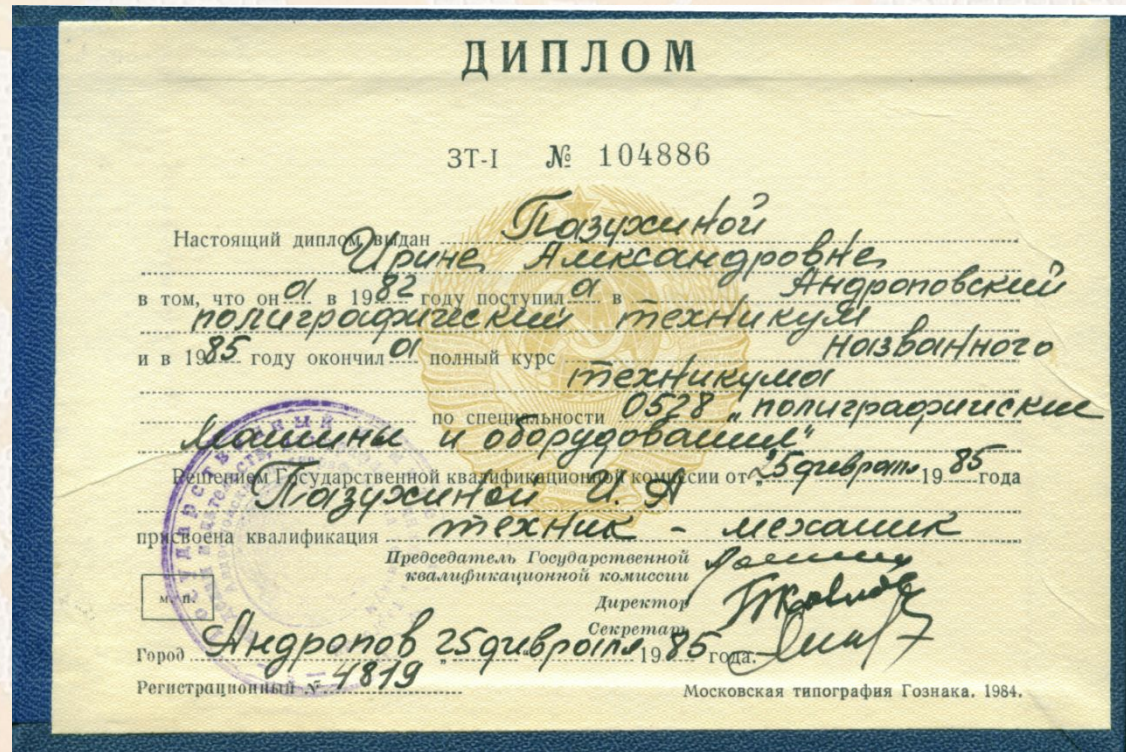 ДИПЛОМ
ЗТ-I № 104886
Настоящий диплом выдан Пазухиной
Ирине Александровне
в том, что она в 1982 году поступила в Андроповский
полиграфический техникум
и в 1985 году окончила полный курс названного
техникума
по специальности 0528 „полиграфические
машины и оборудование"
Решением Государственной квалификационной комиссии от „25 февраля 1985 года
Пазухиной И. А
присвоена квалификация техник - механик
Председатель Государственной
квалификационной комиссии
Директор
м. п.
Секретарь
Город Андропов „25 февраля 1985 года.
Регистрационный № 4819
Московская типография Гознака. 1984.